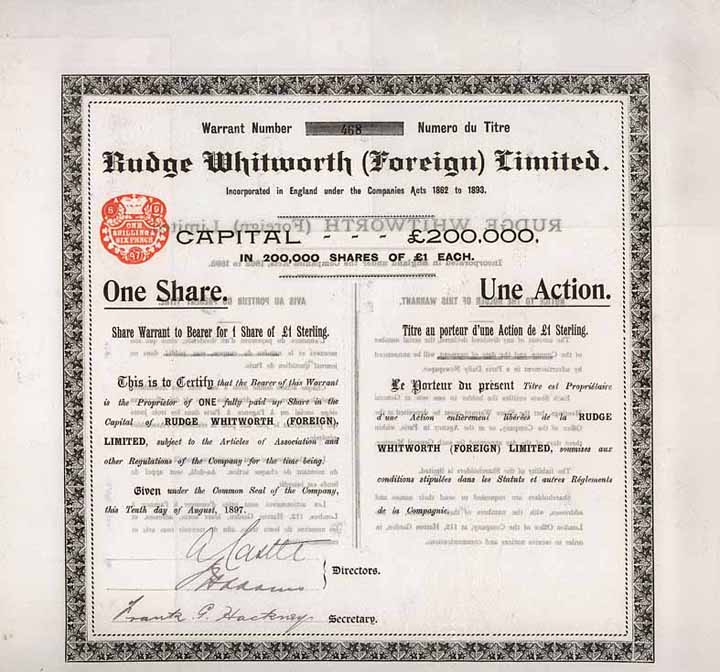 Warrant Number 468 Numero du Titre
Rudge Whitworth (Foreign) Limited.
Incorporated in England under the Companies Acts 1862 to 1893.
ONE
SHILLING &
SIX PENCE
CAPITAL - - - £200.000.
IN 200,000 SHARES OF £1 EACH.
One Share.
Share Warrant to Bearer for 1 Share of £1 Sterling.
This is to Certify that the Bearer of this Warrant
is the Proprietor of ONE fully paid up Share in the
Capital of RUDGE WHITWORTH (FOREIGN),
LIMITED, subject to the Articles of Association and
other Regulations of the Company for the time being.
Given under the Common Seal of the Company,
this Tenth day of August, 1897.
Une Action.
Titre au porteur d'une Action de £1 Sterling.
Le Porteur du présent Titre est Propriétaire
d'une Action entièrement libérée de la RUDGE
WHITWORTH (FOREIGN) LIMITED, soumises aux
conditions stipulées dans les Statuts et autres Règlements
de la Compagnie.
Directors.
Frank G. Hackney Secretary.